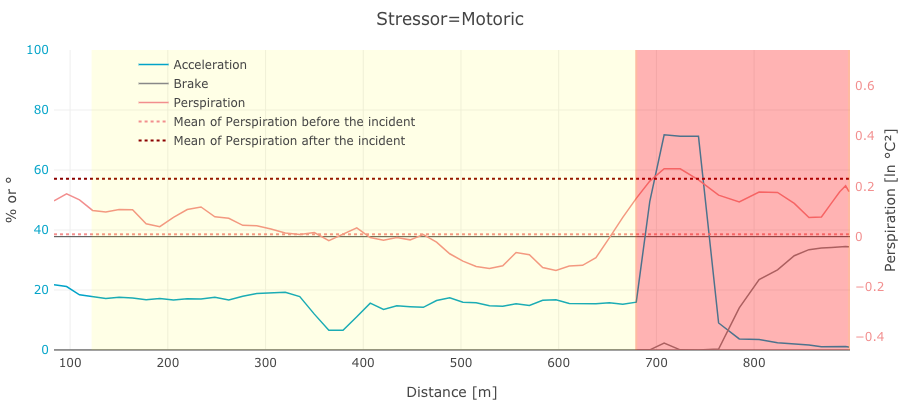 Stressor=Motoric
100
80
60
40
20
0
% or °
Acceleration
Brake
Perspiration
Mean of Perspiration before the incident
Mean of Perspiration after the incident
0.6
0.4
0.2
0
−0.2
−0.4
Perspiration [ln °C²]
100 200 300 400 500 600 700 800
Distance [m]